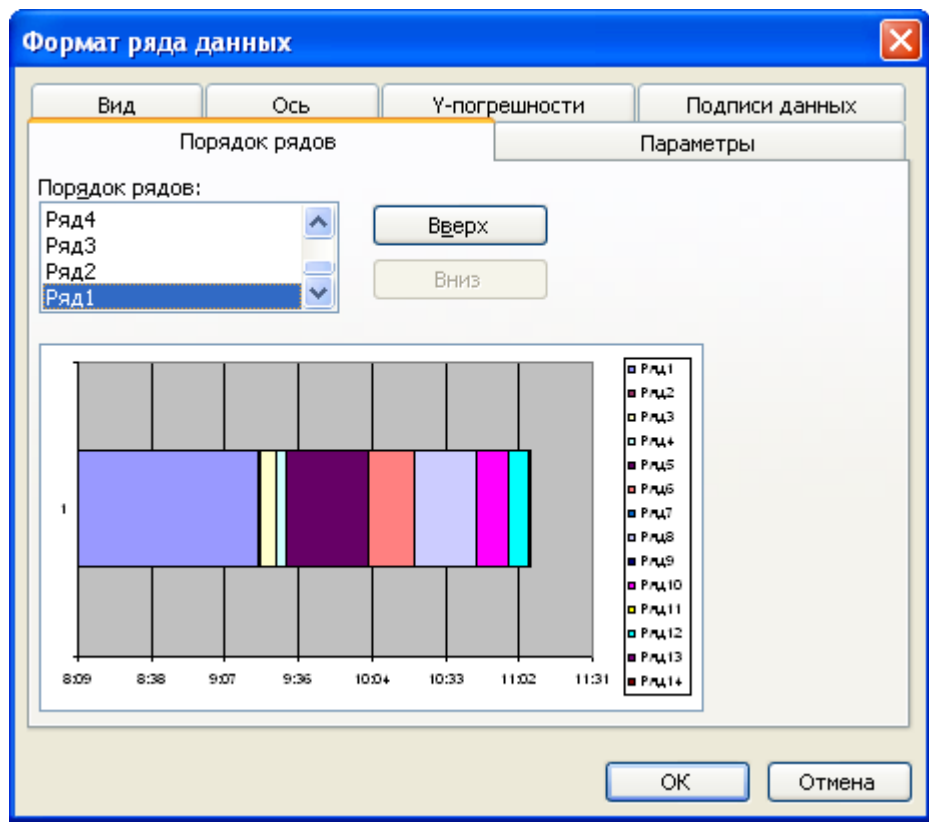 Формат ряда данных
Вид
Ось
Y-погрешности
Подписи данных
Порядок рядов
Параметры
Порядок рядов:
Ряд4
Ряд3
Ряд2
Ряд1
Вверх
Вниз
1
8:09 8:38 9:07 9:36 10:04 10:33 11:02 11:31
Ряд1
Ряд2
Ряд3
Ряд4
Ряд5
Ряд6
Ряд7
Ряд8
Ряд9
Ряд10
Ряд11
Ряд12
Ряд13
Ряд14
OK
Отмена